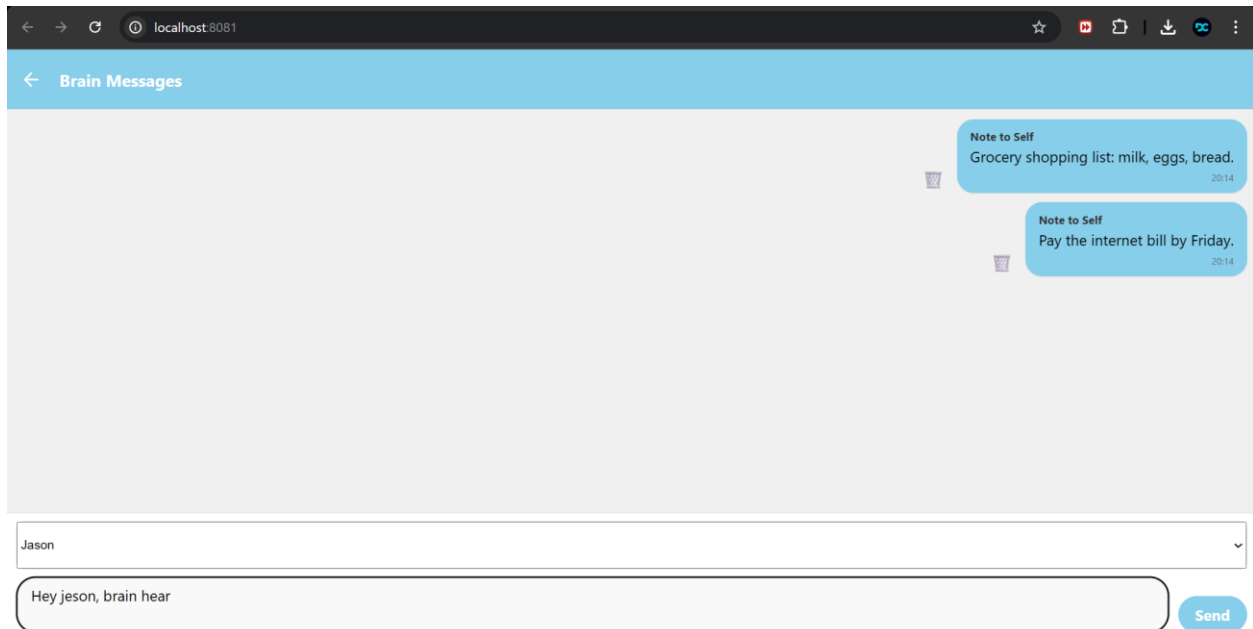 localhost:8081
Brain Messages
Note to Self
Grocery shopping list: milk, eggs, bread.
20:14
Note to Self
Pay the internet bill by Friday.
20:14
Jason
Hey jeson, brain hear
Send